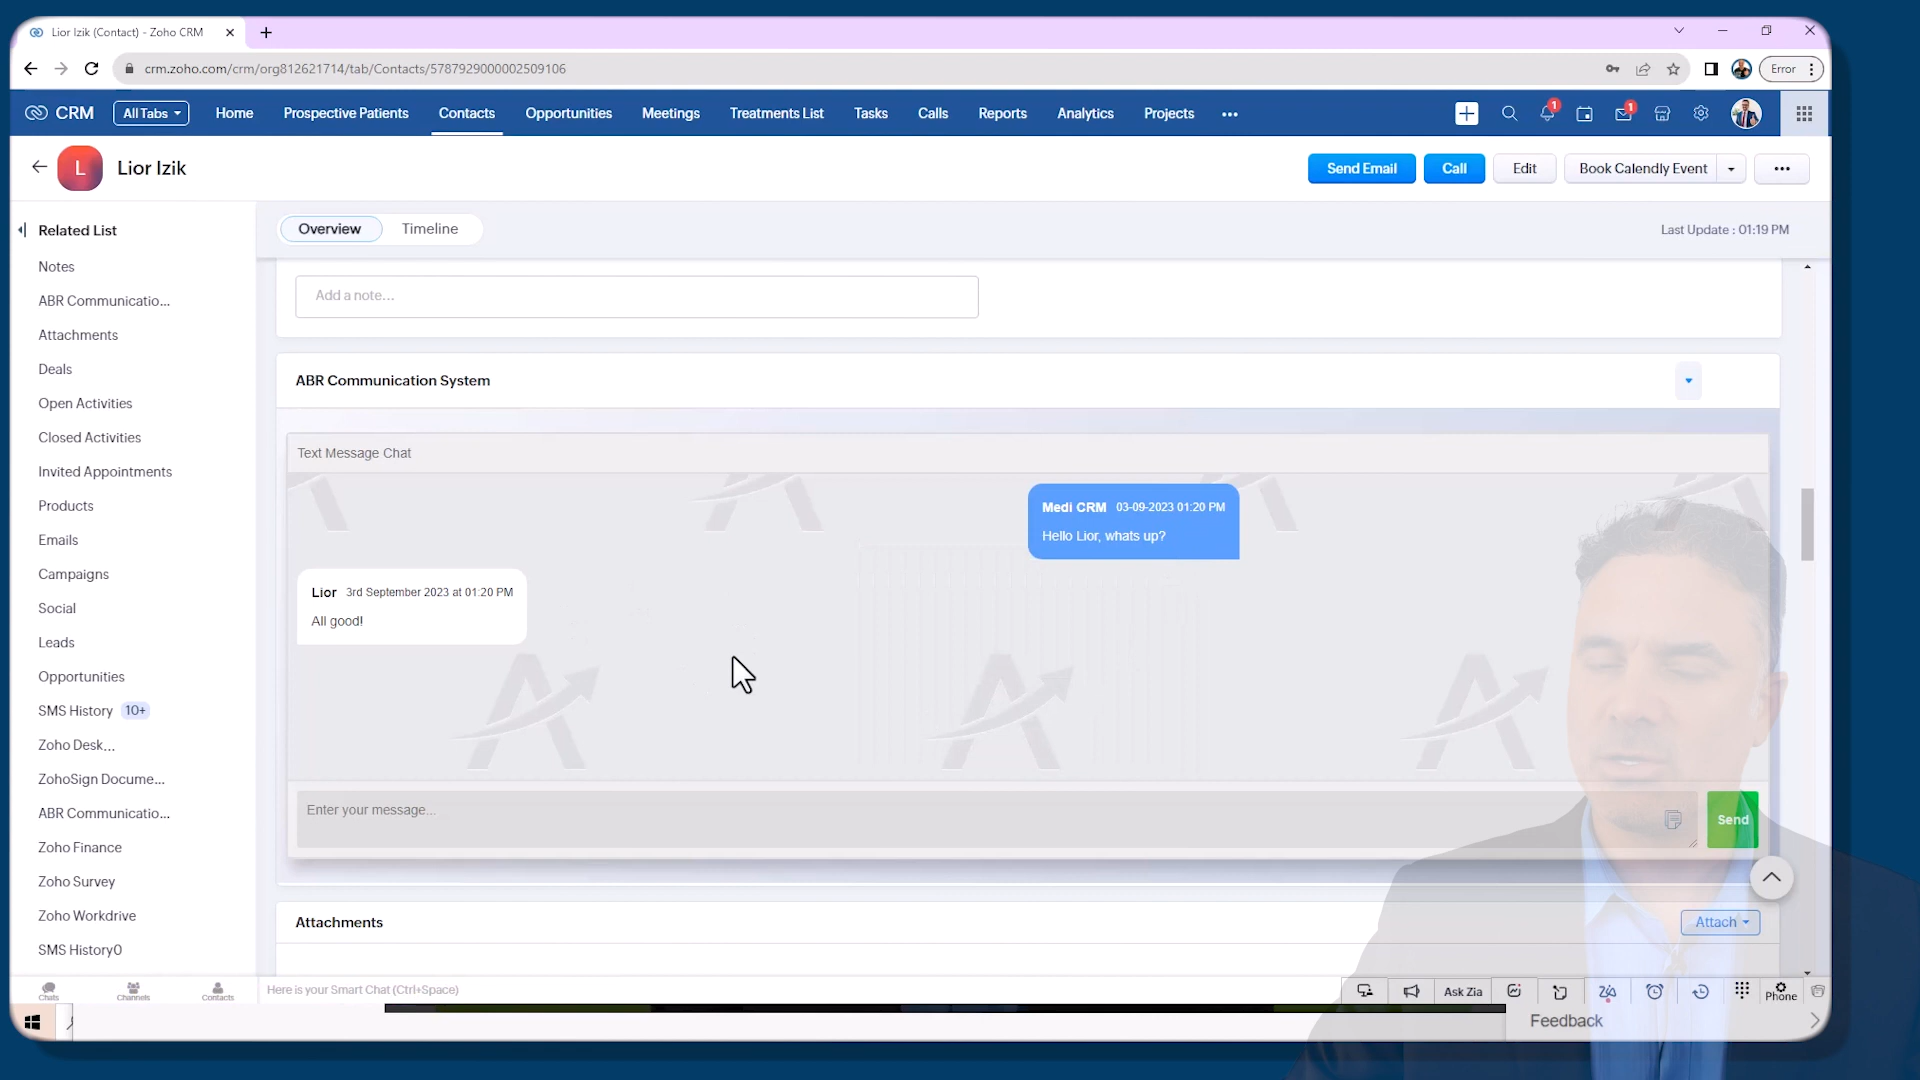 Lior Izik (Contact) - Zoho CRM
crm.zoho.com/crm/org812621714/tab/Contacts/5787929000002509106
Error
CRM
All Tabs
Home
Prospective Patients
Contacts
Opportunities
Meetings
Treatments List
Tasks
Calls
Reports
Analytics
Projects
1
1
L
Lior Izik
Send Email
Call
Edit
Book Calendly Event
Related List
Overview
Timeline
Last Update : 01:19 PM
Notes
ABR Communicatio...
Attachments
Deals
Open Activities
Closed Activities
Invited Appointments
Products
Emails
Campaigns
Social
Leads
Opportunities
SMS History 10+
Zoho Desk...
ZohoSign Docume...
ABR Communicatio...
Zoho Finance
Zoho Survey
Zoho Workdrive
SMS History0
Add a note...
ABR Communication System
Text Message Chat
Medi CRM 03-09-2023 01:20 PM
Hello Lior, whats up?
Lior 3rd September 2023 at 01:20 PM
All good!
Enter your message...
Send
Attachments
Attach
Chats
Channels
Contacts
Here is your Smart Chat (Ctrl+Space)
Ask Zia
Phone
Feedback